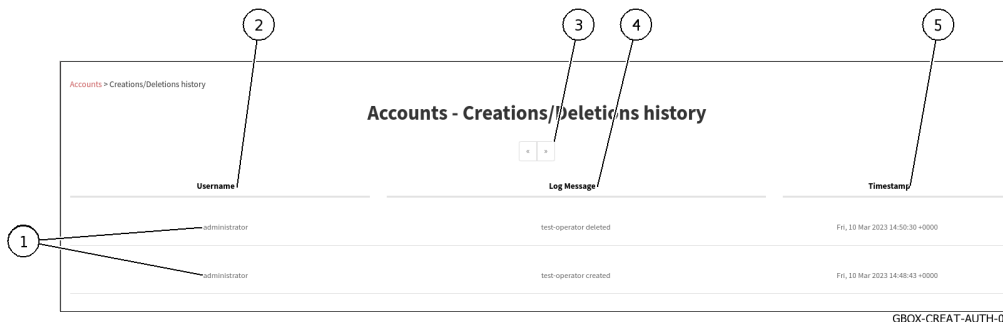 2 3 4 5
Accounts > Creations/Deletions history
Accounts - Creations/Deletions history
« »
Username Log Message Timestamp
1
administrator test-operator deleted Fri, 10 Mar 2023 14:50:30 +0000
administrator test-operator created Fri, 10 Mar 2023 14:48:43 +0000
GBOX-CREAT-AUTH-0